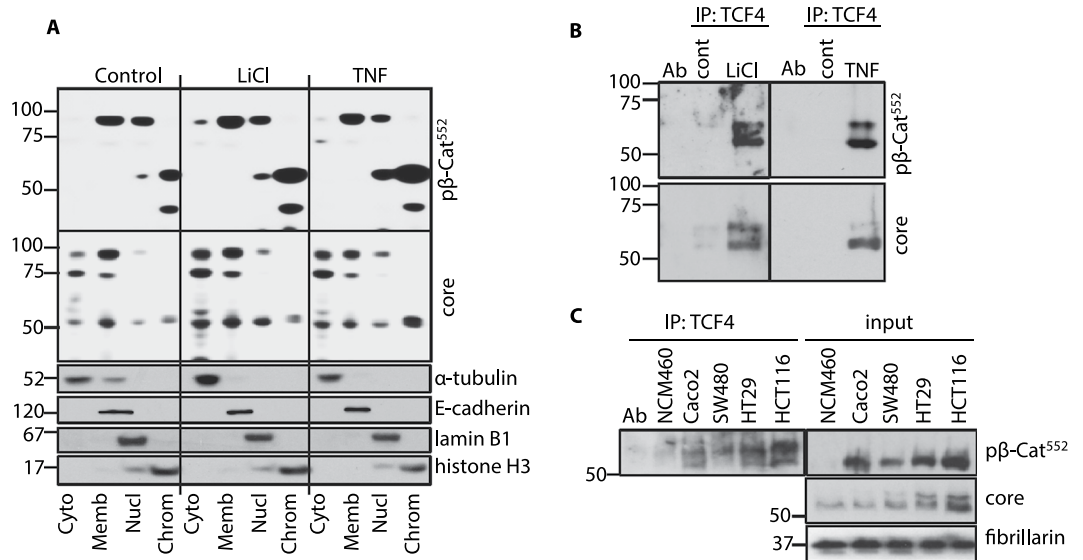 A
Control LiCl TNF
100
75
50
pβ-Cat552
100
75
50
core
52 α-tubulin
120 E-cadherin
67 lamin B1
17 histone H3
Cyto Memb Nucl Chrom Cyto Memb Nucl Chrom Cyto Memb Nucl Chrom
B
IP: TCF4 IP: TCF4
Ab cont LiCl Ab cont TNF
100
75
50
pβ-Cat552
100
75
50
core
C
IP: TCF4 input
Ab NCM460 Caco2 SW480 HT29 HCT116 NCM460 Caco2 SW480 HT29 HCT116
50 pβ-Cat552
50 core
37 fibrillarin